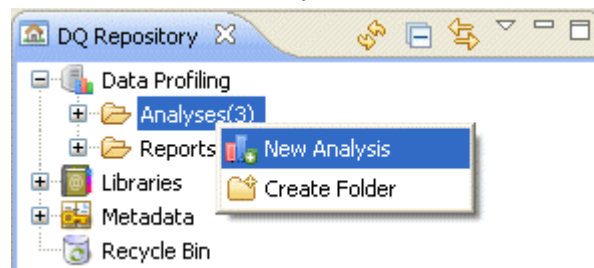 DQ Repository
Data Profiling
Analyses(3)
New Analysis
Reports
Create Folder
Libraries
Metadata
Recycle Bin